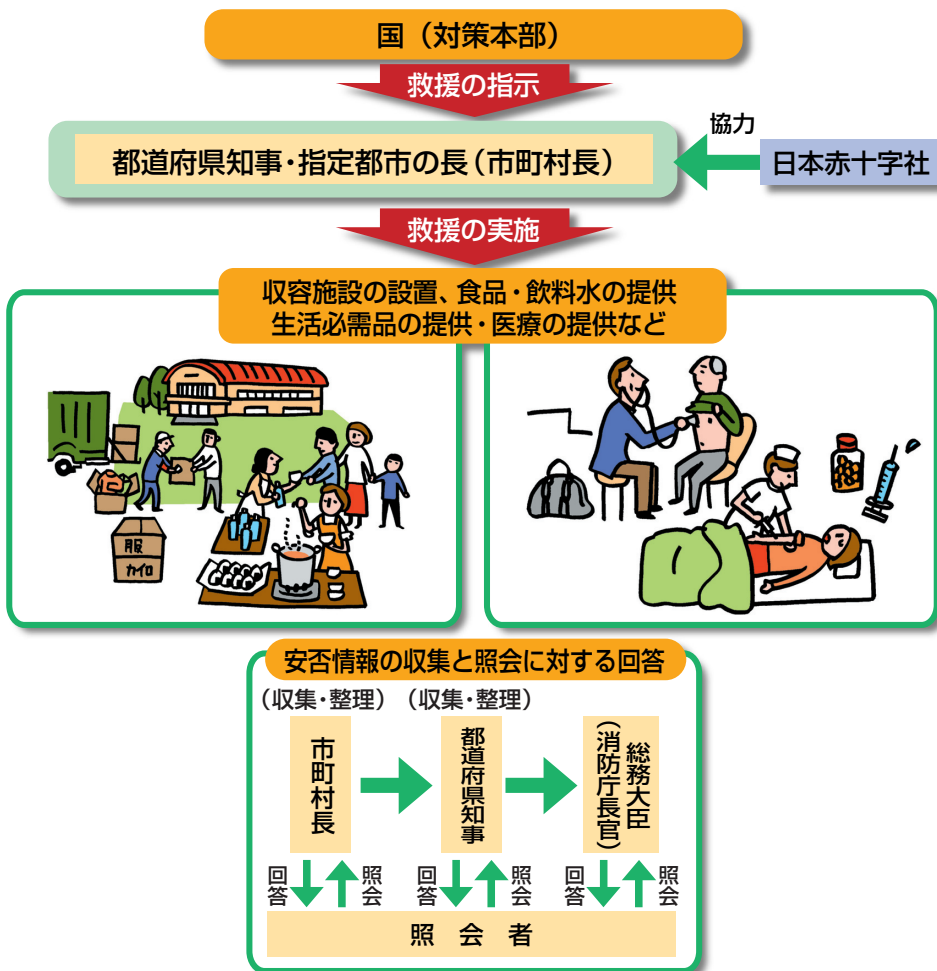 国（対策本部）
救援の指示
都道府県知事・指定都市の長（市町村長）
協力
日本赤十字社
救援の実施
収容施設の設置、食品・飲料水の提供
生活必需品の提供・医療の提供など
服
カイロ
安否情報の収集と照会に対する回答
（収集・整理）
（収集・整理）
市町村長
都道府県知事
総務大臣
（消防庁長官）
回答
照会
回答
照会
回答
照会
照会者